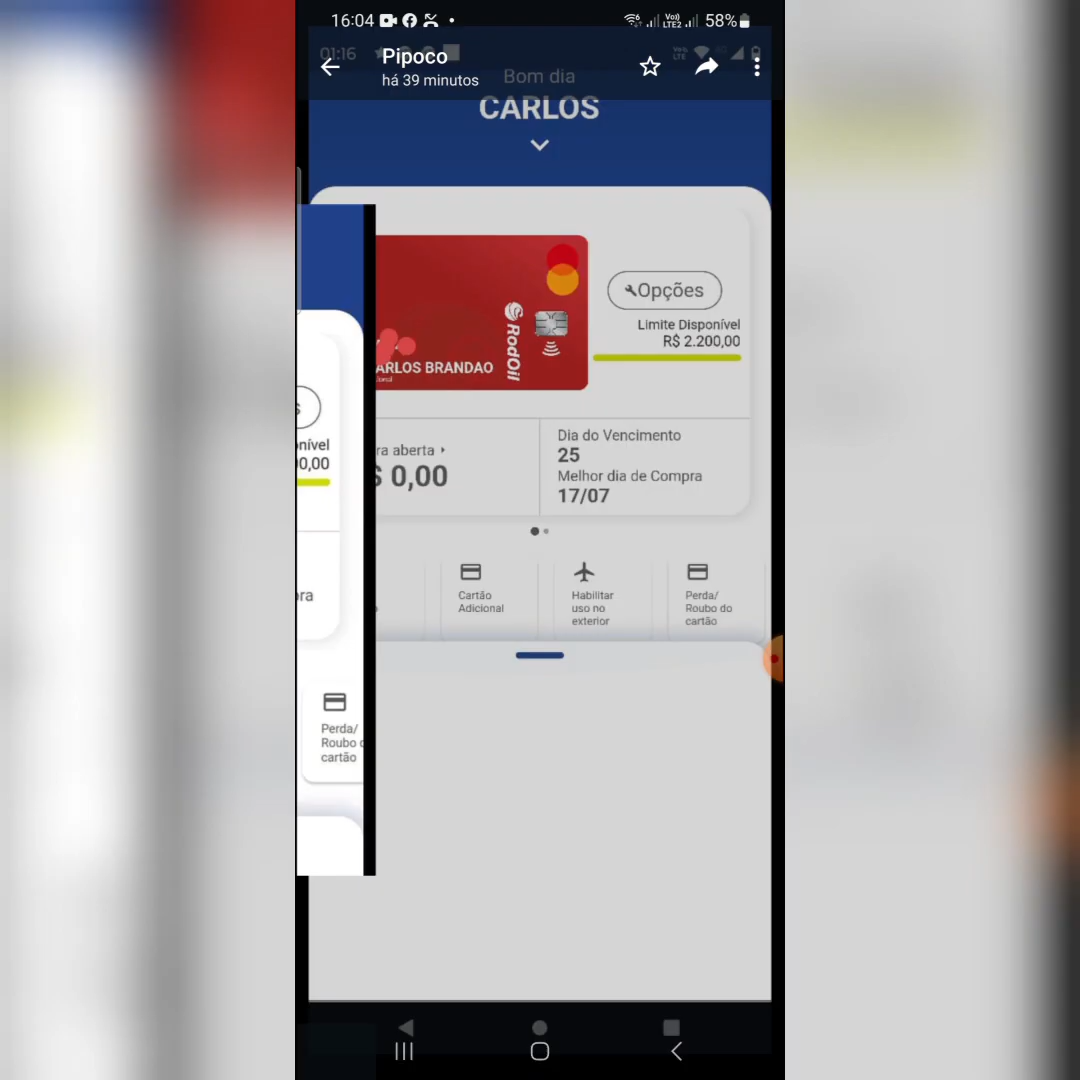 16:04
58%
01:16
Pipoco
há 39 minutos
Bom dia
CARLOS
Opções
Limite Disponível
R$ 2.200,00
RodOil
ARLOS BRANDAO
s
nível
00,00
ra aberta
$ 0,00
Dia do Vencimento
25
Melhor dia de Compra
17/07
ra
Cartão
Adicional
Habilitar
uso no
exterior
Perda/
Roubo do
cartão
Perda/
Roubo d
cartão